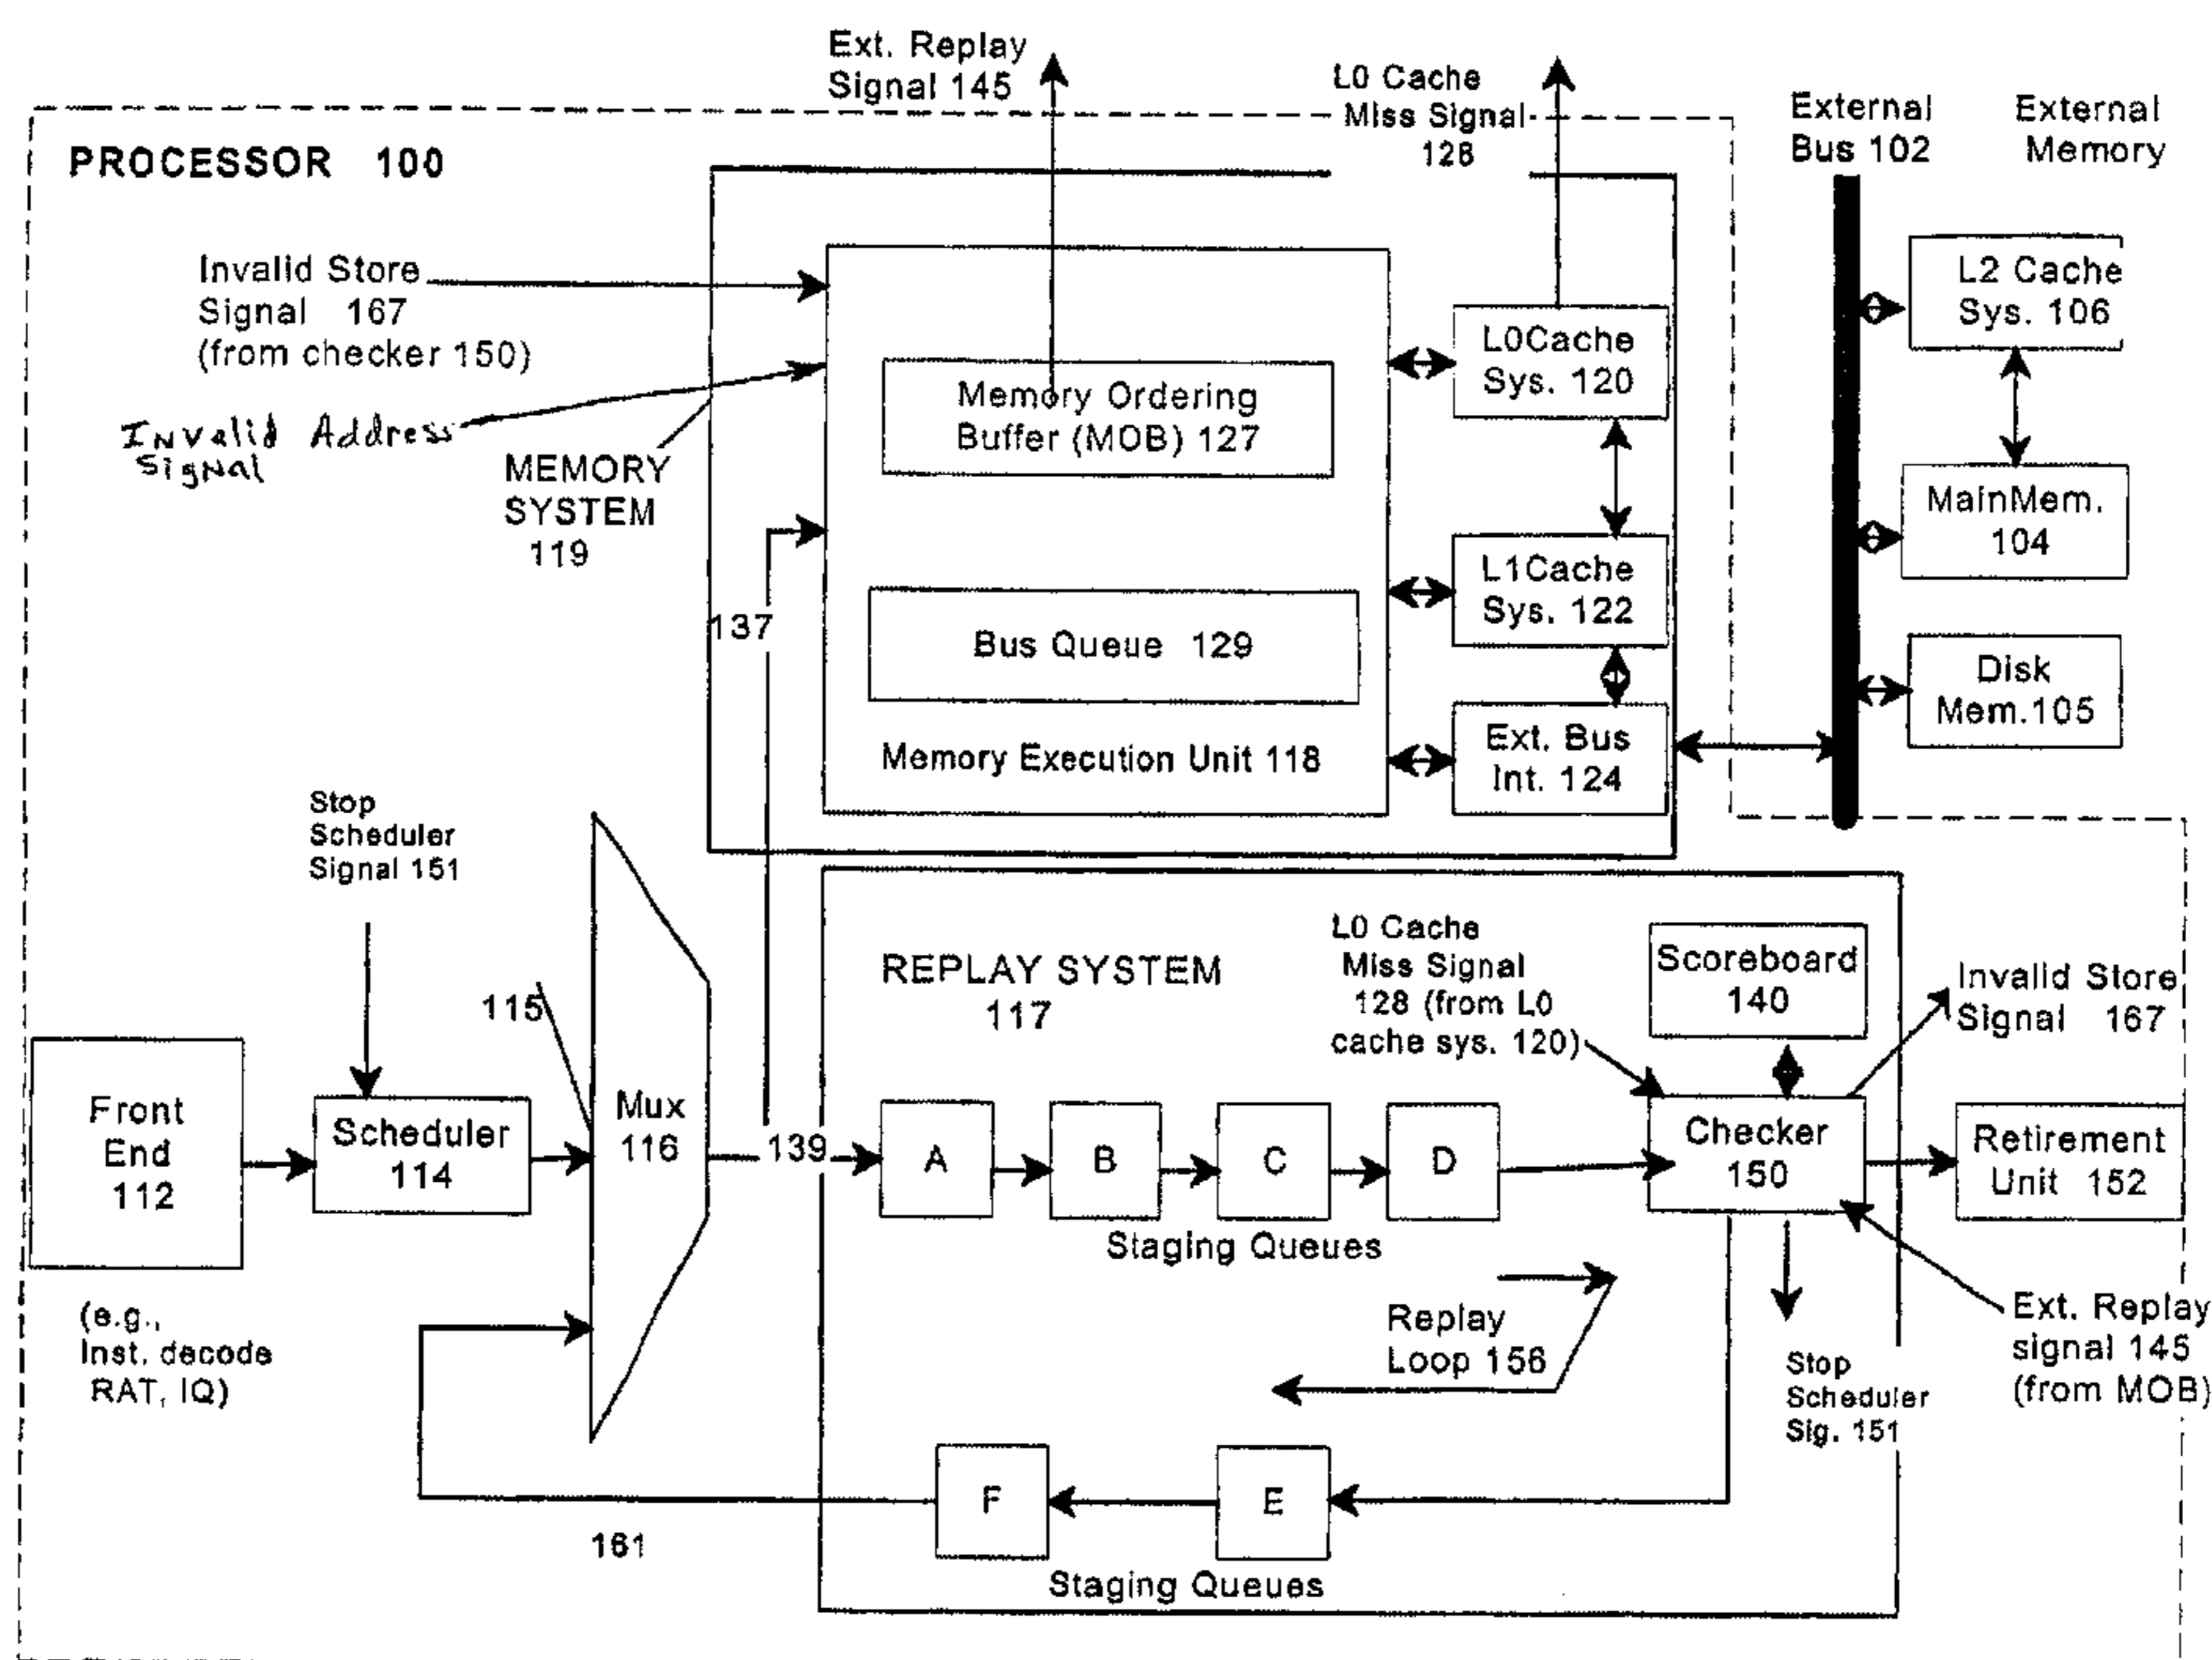 Ext. Replay
Signal 145
L0 Cache
Miss Signal
128
External
Bus 102
External
Memory
PROCESSOR 100
Invalid Store
Signal 167
(from checker 150)
Invalid Address
Signal
MEMORY
SYSTEM
119
Memory Ordering
Buffer (MOB) 127
Bus Queue 129
Memory Execution Unit 118
L0Cache
Sys. 120
L1Cache
Sys. 122
Ext. Bus
Int. 124
L2 Cache
Sys. 106
MainMem.
104
Disk
Mem.105
137
Stop
Scheduler
Signal 151
115
Front
End
112
(e.g.,
Inst. decode
RAT, IQ)
Scheduler
114
Mux
116
139
161
REPLAY SYSTEM
117
L0 Cache
Miss Signal
128 (from L0
cache sys. 120)
Scoreboard
140
Invalid Store
Signal 167
A
B
C
D
Staging Queues
Checker
150
Retirement
Unit 152
Replay
Loop 156
Stop
Scheduler
Sig. 151
Ext. Replay
signal 145
(from MOB)
F
E
Staging Queues